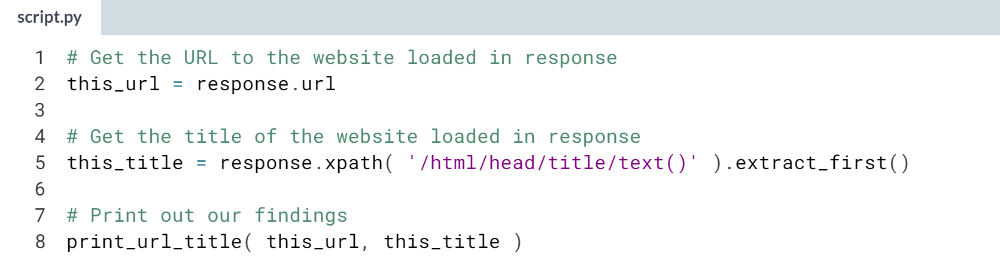 script.py
1 # Get the URL to the website loaded in response
2 this_url = response.url
3
4 # Get the title of the website loaded in response
5 this_title = response.xpath( '/html/head/title/text()' ).extract_first()
6
7 # Print out our findings
8 print_url_title( this_url, this_title )